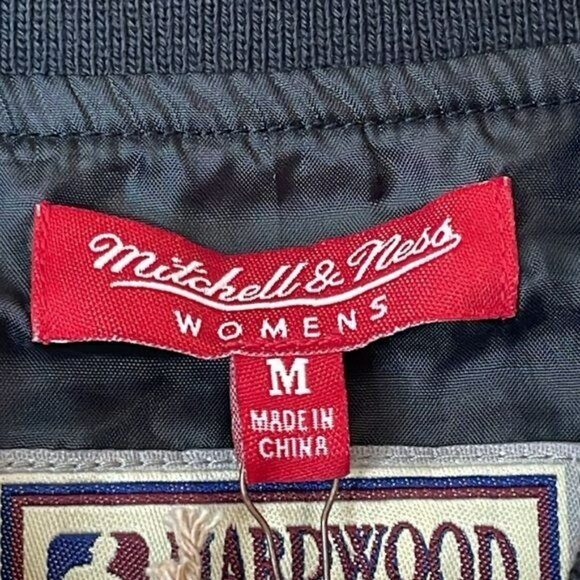 Mitchell & Ness
WOMENS
M
MADE IN
CHINA
HARDWOOD